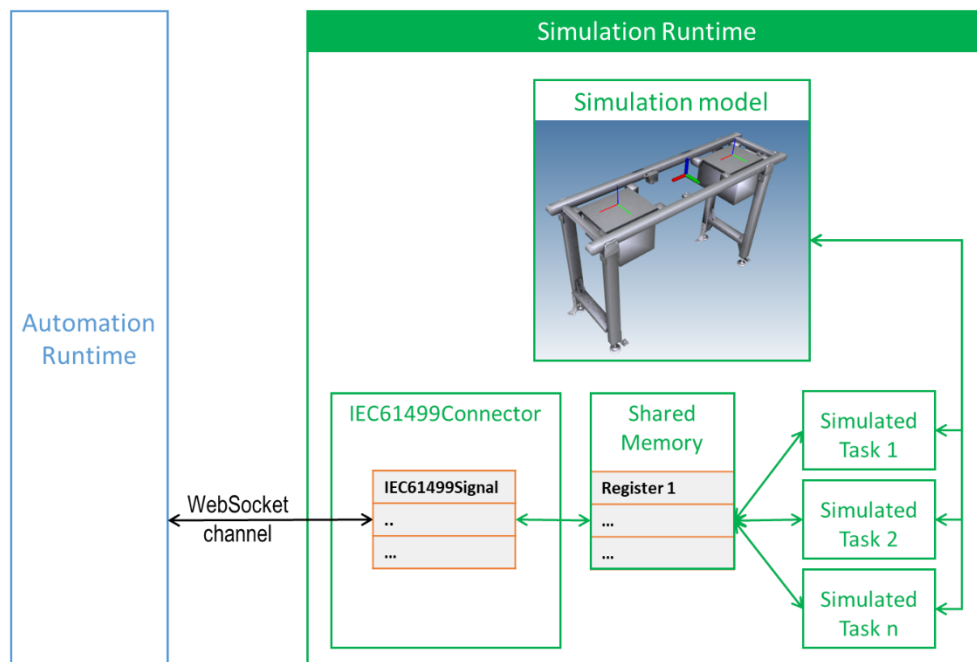 Simulation Runtime
Simulation model
Automation
Runtime
IEC61499Connector
IEC61499Signal
..
...
WebSocket
channel
Shared
Memory
Register 1
...
...
Simulated
Task 1
Simulated
Task 2
Simulated
Task n